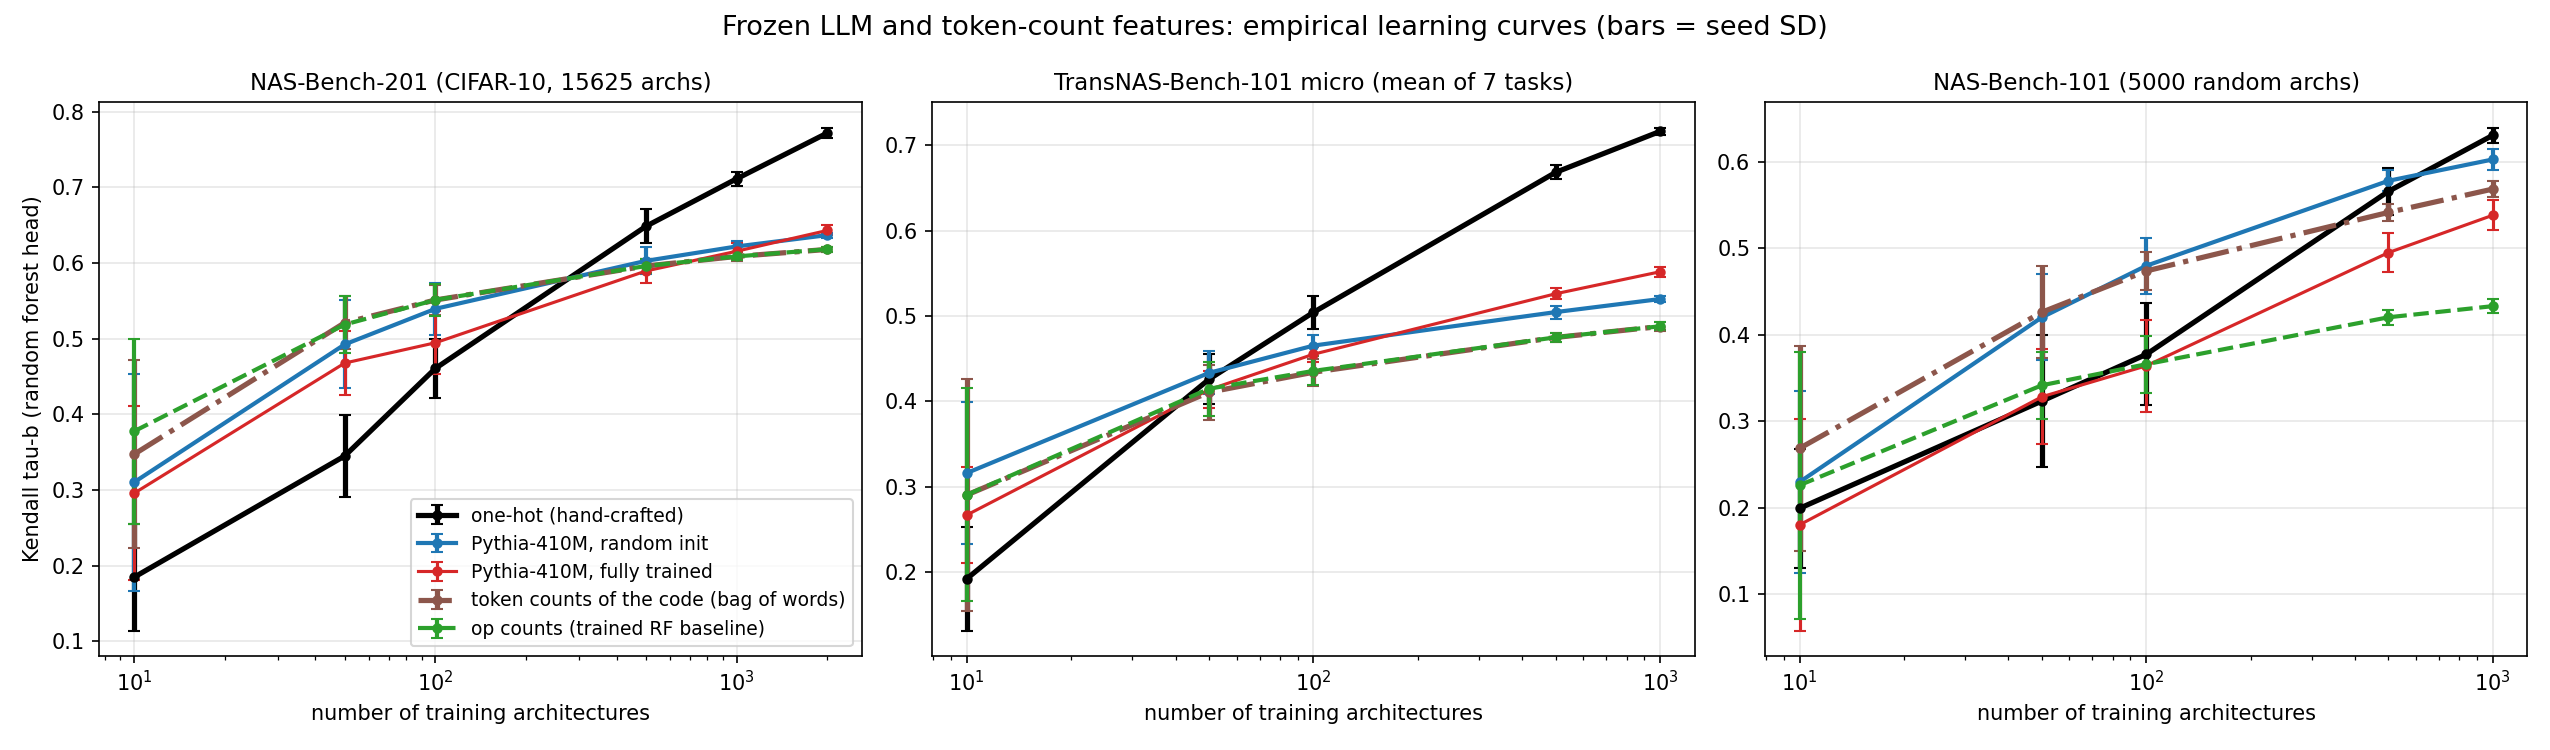 Frozen LLM and token-count features: empirical learning curves (bars = seed SD)
NAS-Bench-201 (CIFAR-10, 15625 archs)
Kendall tau-b (random forest head)
0.8
0.7
0.6
0.5
0.4
0.3
0.2
0.1
one-hot (hand-crafted)
Pythia-410M, random init
Pythia-410M, fully trained
token counts of the code (bag of words)
op counts (trained RF baseline)
10¹ 10² 10³
number of training architectures
TransNAS-Bench-101 micro (mean of 7 tasks)
0.7
0.6
0.5
0.4
0.3
0.2
10¹ 10² 10³
number of training architectures
NAS-Bench-101 (5000 random archs)
0.6
0.5
0.4
0.3
0.2
0.1
10¹ 10² 10³
number of training architectures